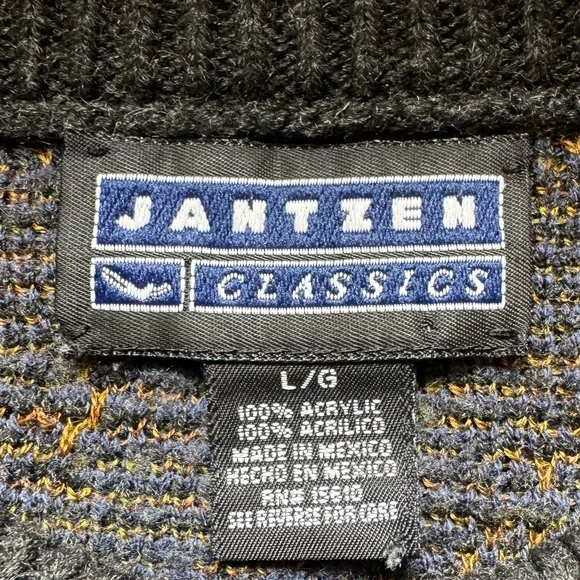 JANTZEN
CLASSICS
L/G
100% ACRYLIC
100% ACRILICO
MADE IN MEXICO
HECHO EN MEXICO
RN# 15610
SEE REVERSE FOR CARE